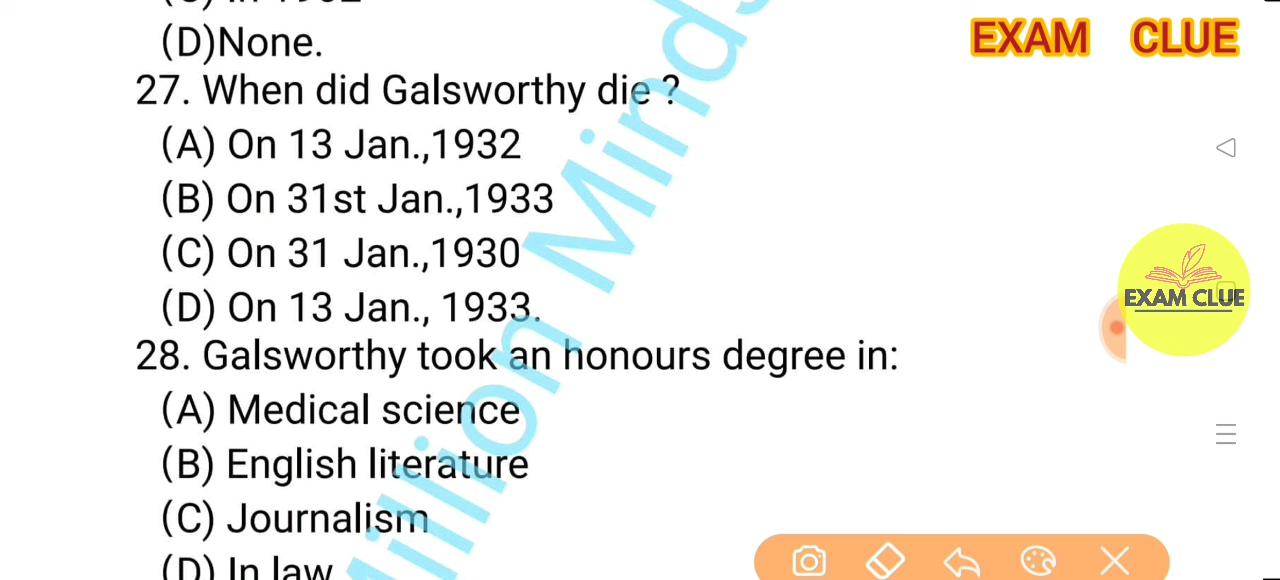 (D)None.
EXAM CLUE
27. When did Galsworthy die ?
(A) On 13 Jan.,1932
(B) On 31st Jan.,1933
(C) On 31 Jan.,1930
(D) On 13 Jan., 1933.
28. Galsworthy took an honours degree in:
(A) Medical science
(B) English literature
(C) Journalism
(D) In law
EXAM CLUE
Million Minds